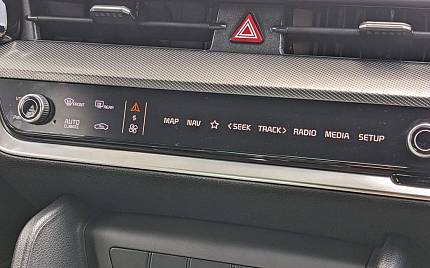 FRONT REAR
AUTO
CLIMATE
MAP NAV <SEEK TRACK> RADIO MEDIA SETUP